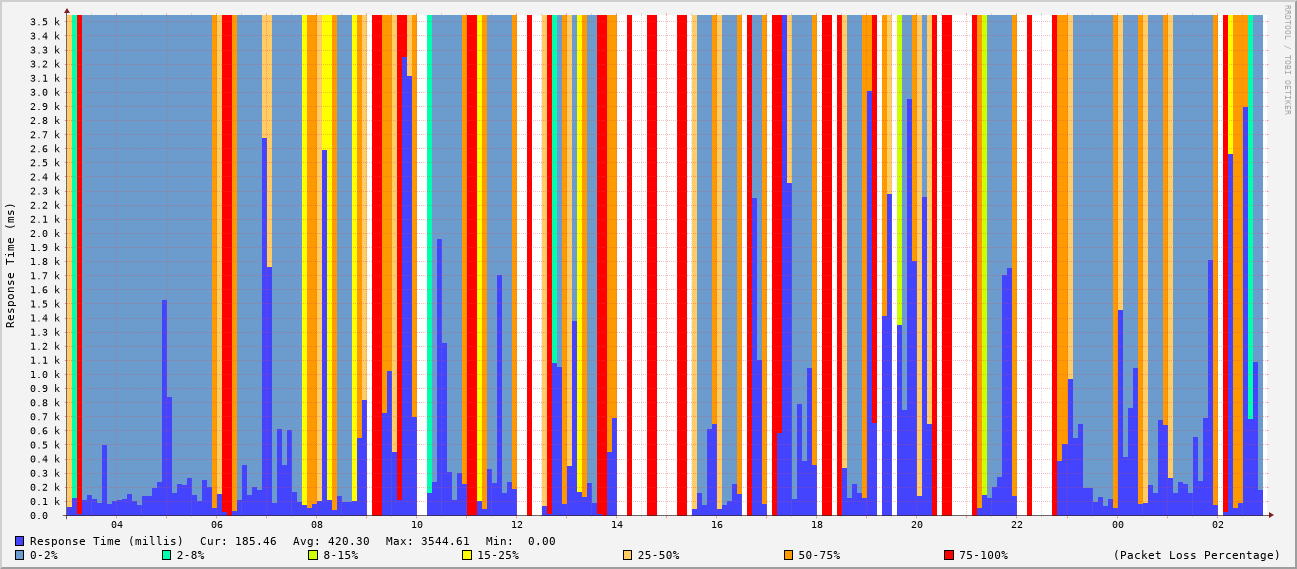 3.5 k
3.4 k
3.3 k
3.2 k
3.1 k
3.0 k
2.9 k
2.8 k
2.7 k
2.6 k
2.5 k
2.4 k
2.3 k
2.2 k
2.1 k
2.0 k
1.9 k
1.8 k
1.7 k
1.6 k
1.5 k
1.4 k
1.3 k
1.2 k
1.1 k
1.0 k
0.9 k
0.8 k
0.7 k
0.6 k
0.5 k
0.4 k
0.3 k
0.2 k
0.1 k
0.0
Response Time (ms)
RRDTOOL / TOBI OETIKER
04 06 08 10 12 14 16 18 20 22 00 02
Response Time (millis) Cur: 185.46 Avg: 420.30 Max: 3544.61 Min: 0.00
0-2% 2-8% 8-15% 15-25% 25-50% 50-75% 75-100% (Packet Loss Percentage)